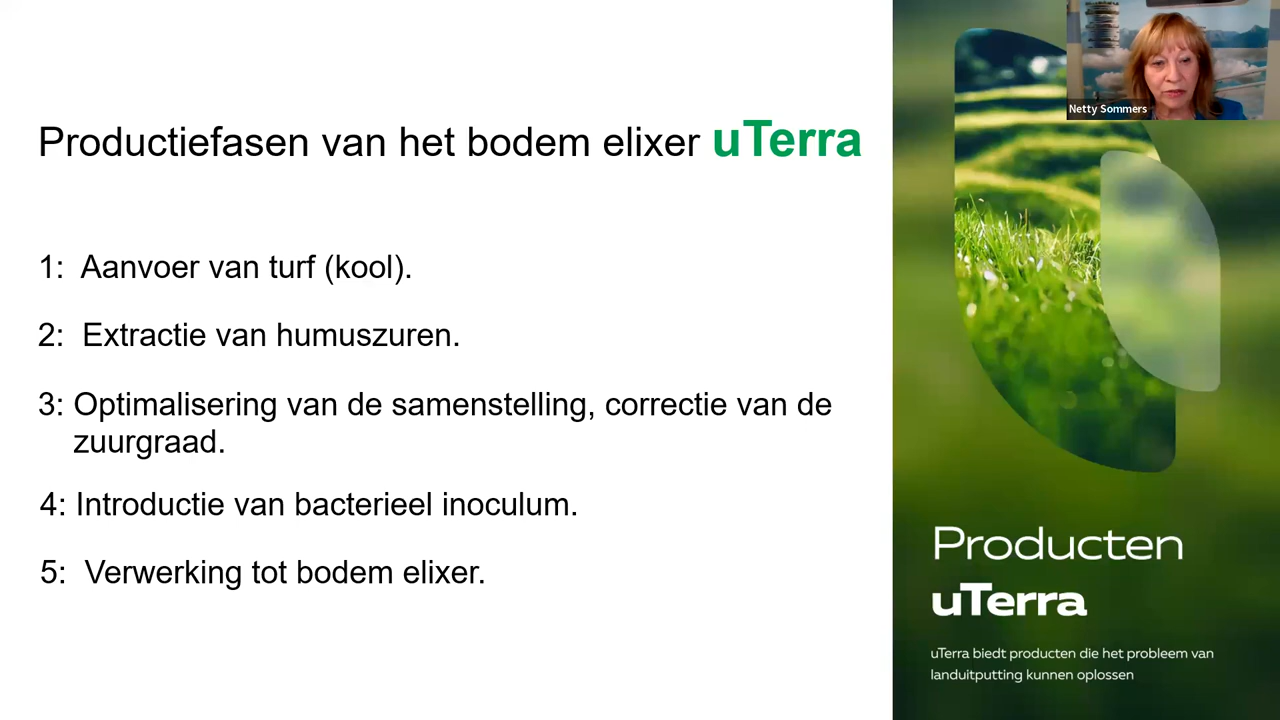 Productiefasen van het bodem elixer uTerra
1: Aanvoer van turf (kool).
2: Extractie van humuszuren.
3: Optimalisering van de samenstelling, correctie van de
zuurgraad.
4: Introductie van bacterieel inoculum.
5: Verwerking tot bodem elixer.
Netty Sommers
Producten
uTerra
uTerra biedt producten die het probleem van
landuitputting kunnen oplossen